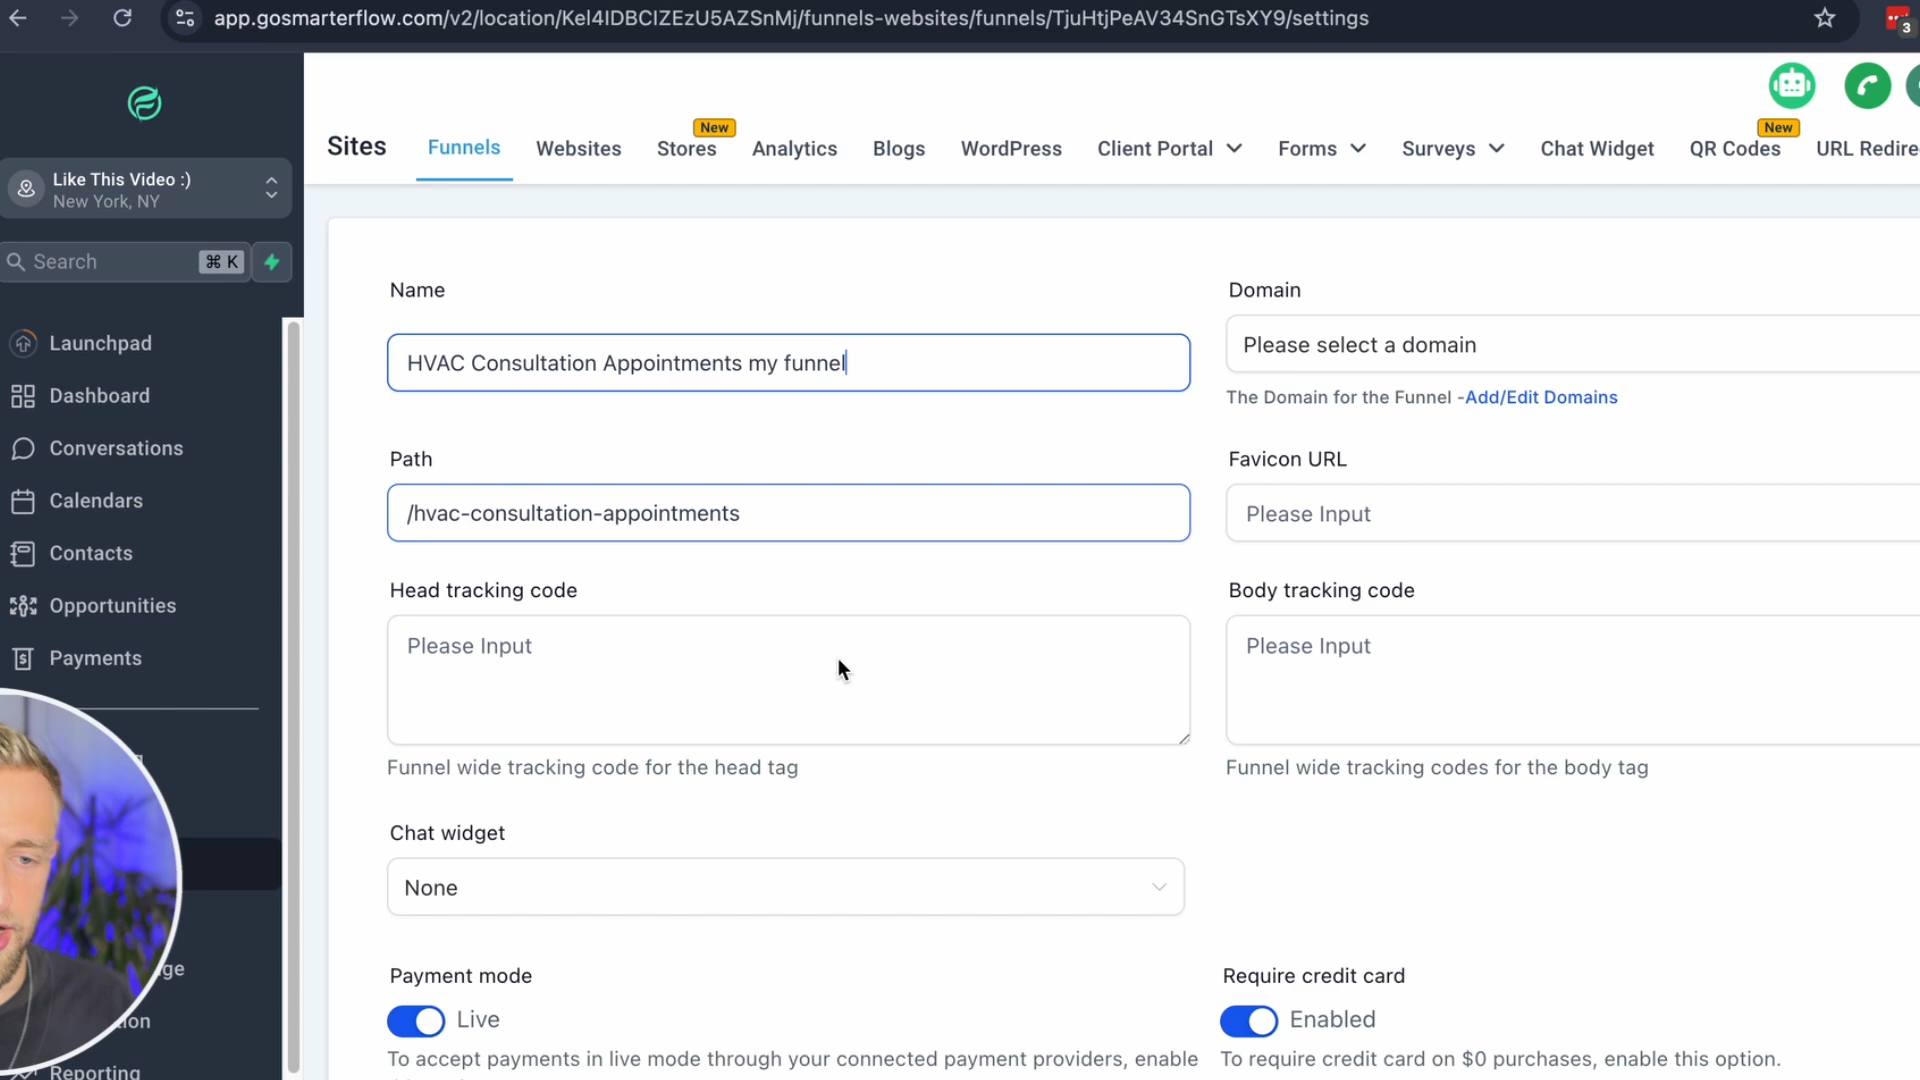 app.gosmarterflow.com/v2/location/Kel4IDBCIZEzU5AZSnMj/funnels-websites/funnels/TjuHtjPeAV34SnGTsXY9/settings
3
Sites
Funnels
Websites
Stores
New
Analytics
Blogs
WordPress
Client Portal
Forms
Surveys
Chat Widget
QR Codes
New
URL Redire
Like This Video :)
New York, NY
Search
⌘ K
Launchpad
Dashboard
Conversations
Calendars
Contacts
Opportunities
Payments
Reporting
Name
HVAC Consultation Appointments my funnel
Domain
Please select a domain
The Domain for the Funnel -Add/Edit Domains
Path
/hvac-consultation-appointments
Favicon URL
Please Input
Head tracking code
Please Input
Funnel wide tracking code for the head tag
Body tracking code
Please Input
Funnel wide tracking codes for the body tag
Chat widget
None
Payment mode
Live
To accept payments in live mode through your connected payment providers, enable
Require credit card
Enabled
To require credit card on $0 purchases, enable this option.